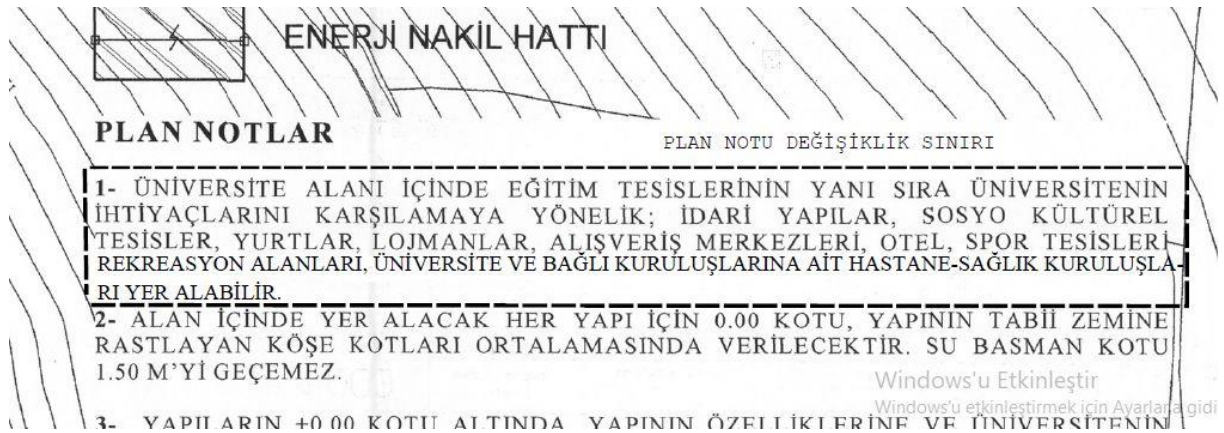 ENERJİ NAKİL HATTI
PLAN NOTLAR
PLAN NOTU DEĞİŞİKLİK SINIRI
1- ÜNİVERSİTE ALANI İÇİNDE EĞİTİM TESİSLERİNİN YANI SIRA ÜNİVERSİTENİN
İHTİYAÇLARINI KARŞILAMAYA YÖNELİK; İDARİ YAPILAR, SOSYO KÜLTÜREL
TESİSLER, YURTLAR, LOJMANLAR, ALIŞVERİŞ MERKEZLERİ, OTEL, SPOR TESİSLERİ
REKREASYON ALANLARI, ÜNİVERSİTE VE BAĞLI KURULUŞLARINA AİT HASTANE-SAĞLIK KURULUŞLA-
RI YER ALABİLİR.
2- ALAN İÇİNDE YER ALACAK HER YAPI İÇİN 0.00 KOTU, YAPININ TABİİ ZEMİNE
RASTLAYAN KÖŞE KOTLARI ORTALAMASINDA VERİLECEKTİR. SU BASMAN KOTU
1.50 M'Yİ GEÇEMEZ.
Windows'u Etkinleştir
Windows'u etkinleştirmek için Ayarlara gidi
3- YAPILARIN ±0.00 KOTU ALTINDA, YAPININ ÖZELLİKLERİNE VE ÜNİVERSİTENİN